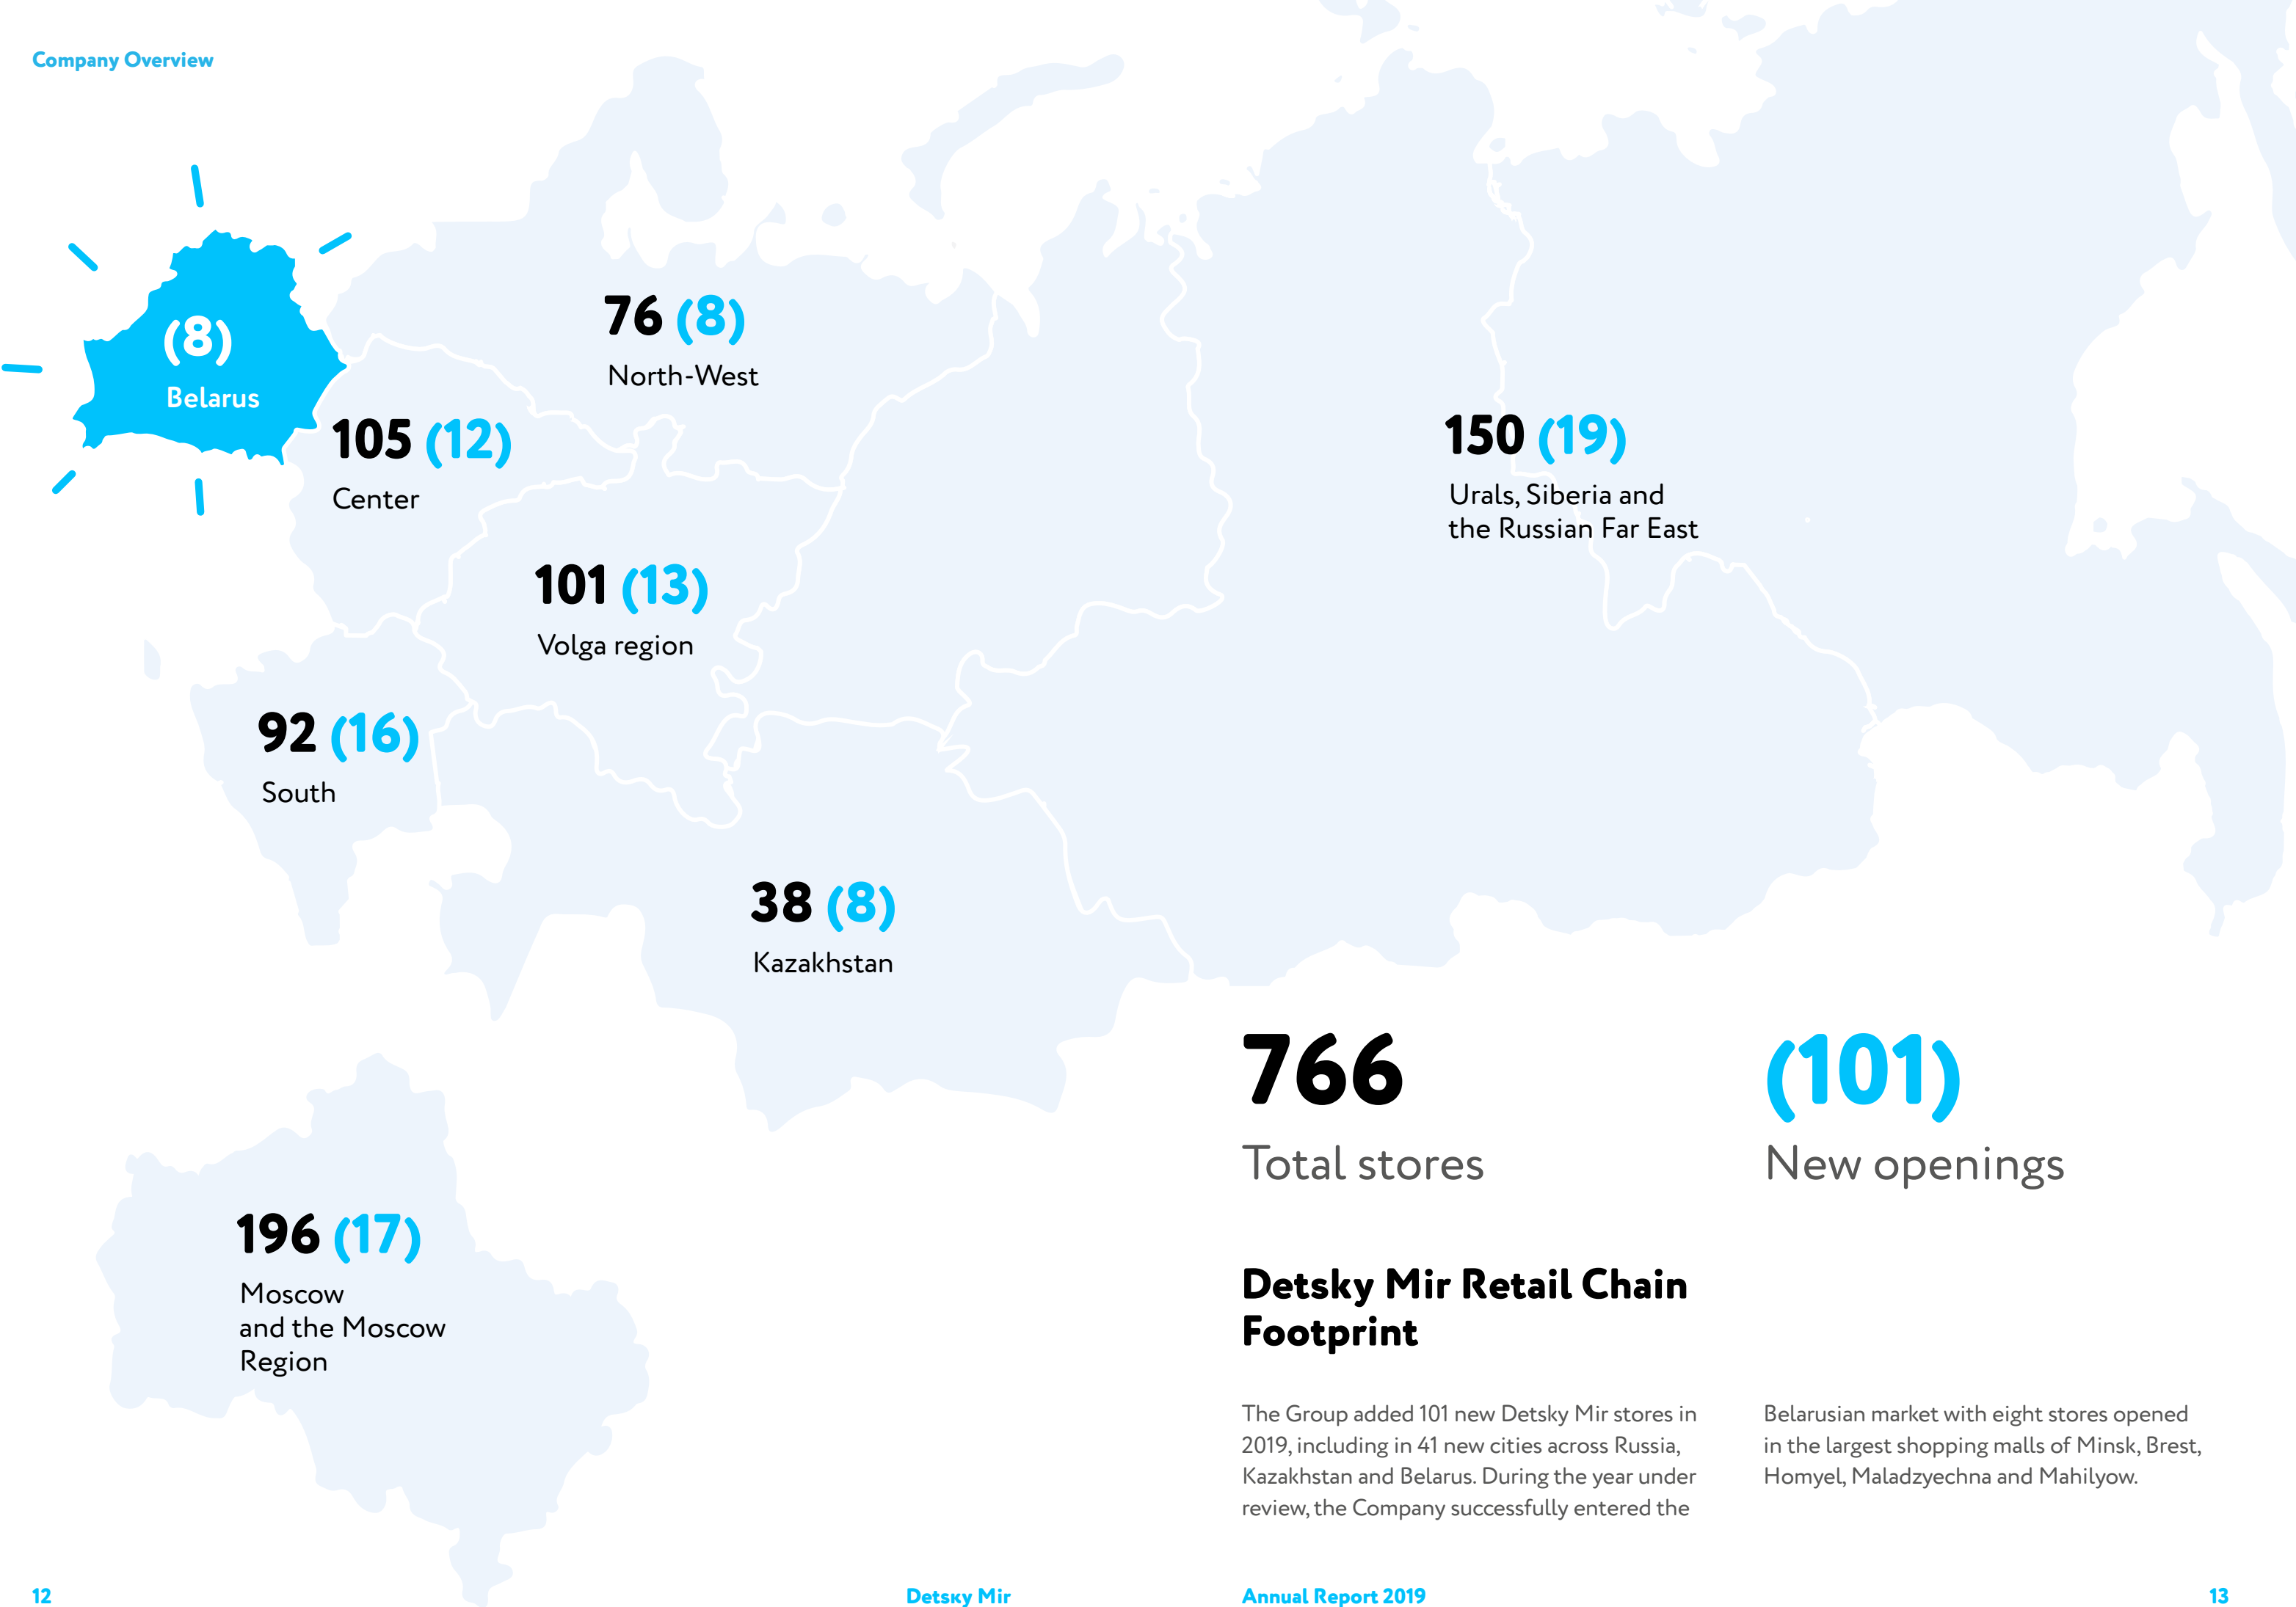 Company Overview
(8)
Belarus
76 (8)
North-West
105 (12)
Center
150 (19)
Urals, Siberia and
the Russian Far East
101 (13)
Volga region
92 (16)
South
38 (8)
Kazakhstan
196 (17)
Moscow
and the Moscow
Region
766
Total stores
(101)
New openings
Detsky Mir Retail Chain
Footprint
The Group added 101 new Detsky Mir stores in
2019, including in 41 new cities across Russia,
Kazakhstan and Belarus. During the year under
review, the Company successfully entered the
Belarusian market with eight stores opened
in the largest shopping malls of Minsk, Brest,
Homyel, Maladzyechna and Mahilyow.
12
Detsky Mir
Annual Report 2019
13